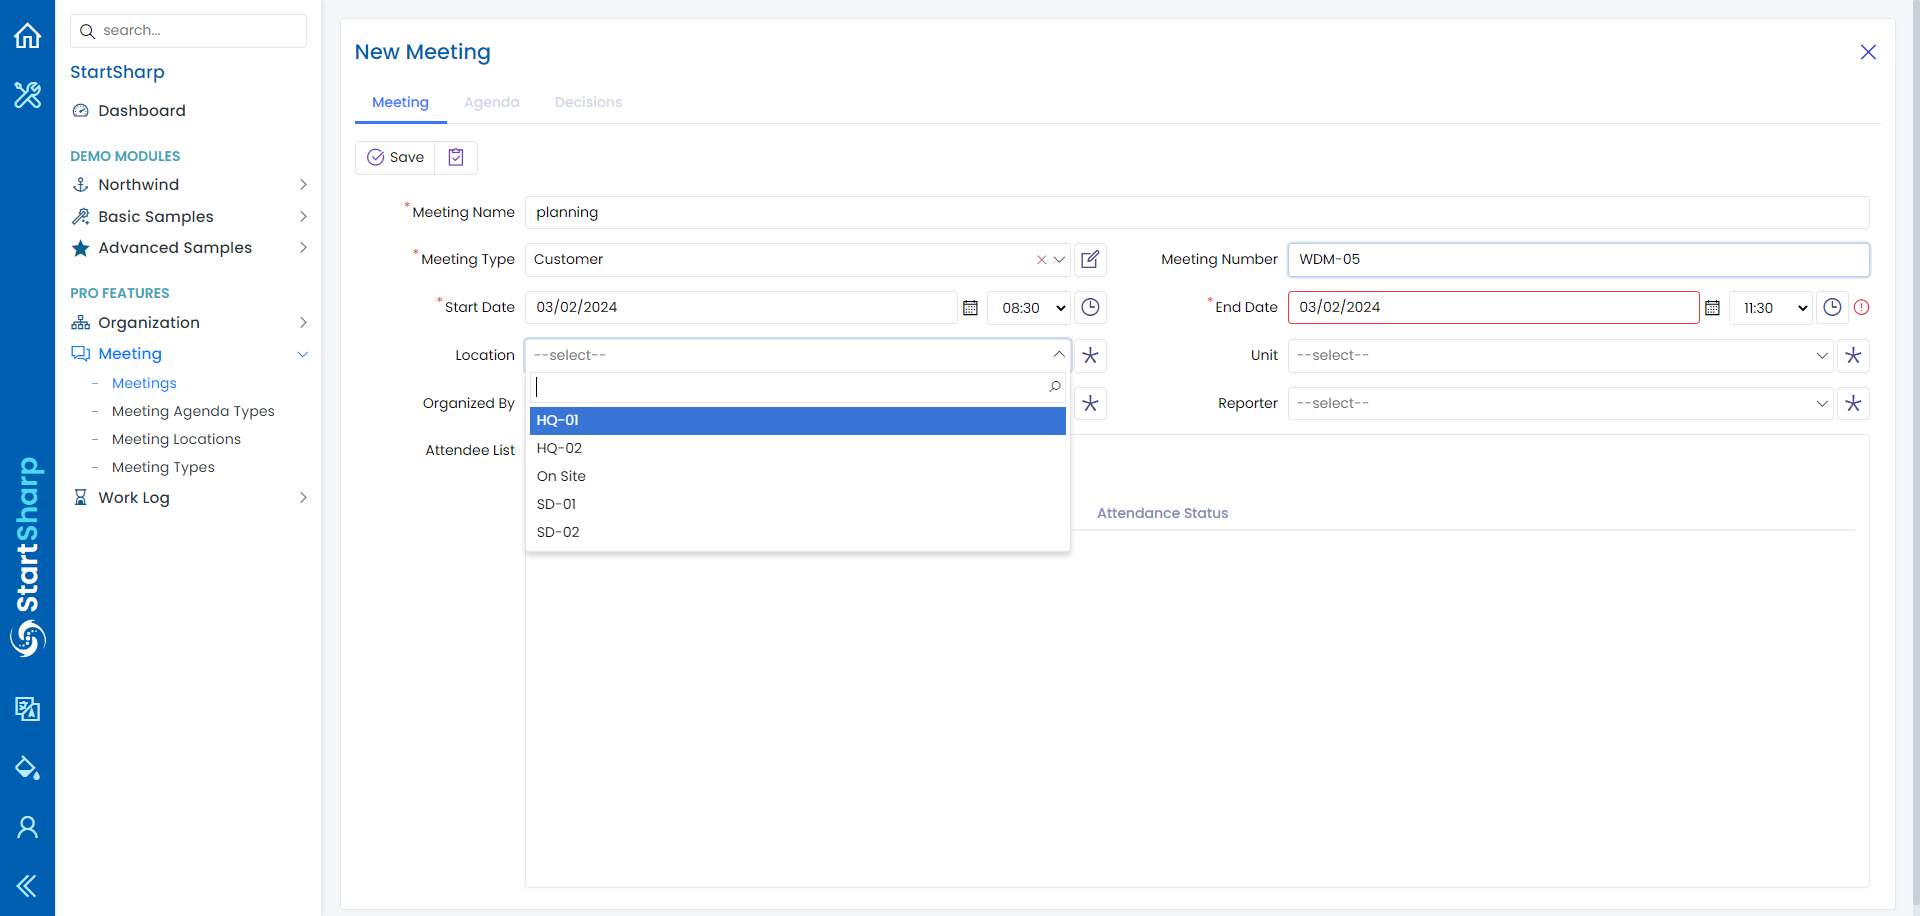 search...
StartSharp
Dashboard
DEMO MODULES
Northwind
Basic Samples
Advanced Samples
PRO FEATURES
Organization
Meeting
- Meetings
- Meeting Agenda Types
- Meeting Locations
- Meeting Types
Work Log
StartSharp
New Meeting
Meeting Agenda Decisions
Save
* Meeting Name planning
* Meeting Type Customer
Meeting Number WDM-05
* Start Date 03/02/2024 08:30
* End Date 03/02/2024 11:30
Location --select--
Unit --select--
HQ-01
HQ-02
On Site
SD-01
SD-02
Organized By
Reporter --select--
Attendee List
Attendance Status